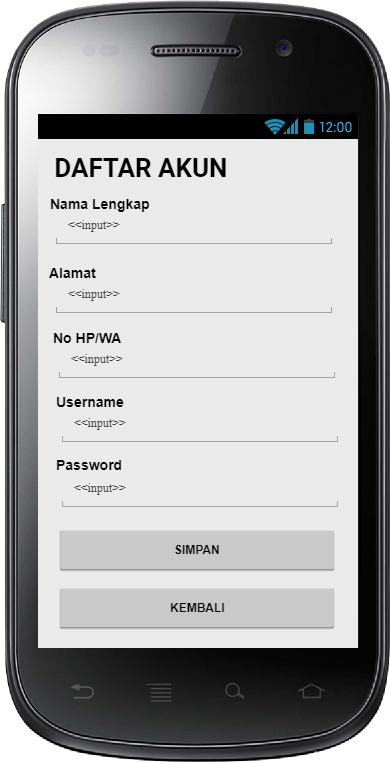 12:00
DAFTAR AKUN
Nama Lengkap
<<input>>
Alamat
<<input>>
No HP/WA
<<input>>
Username
<<input>>
Password
<<input>>
SIMPAN
KEMBALI